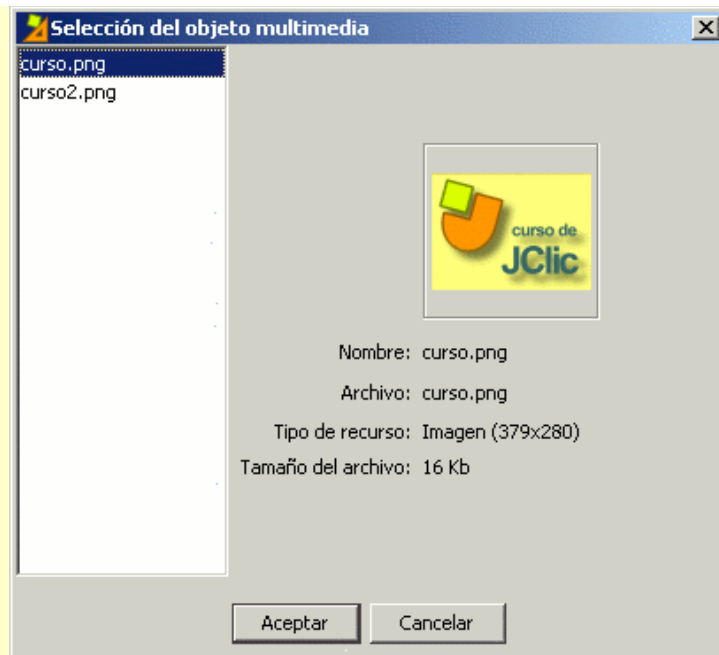 Selección del objeto multimedia
curso.png
curso2.png
curso de
JClic
Nombre: curso.png
Archivo: curso.png
Tipo de recurso: Imagen (379x280)
Tamaño del archivo: 16 Kb
Aceptar Cancelar